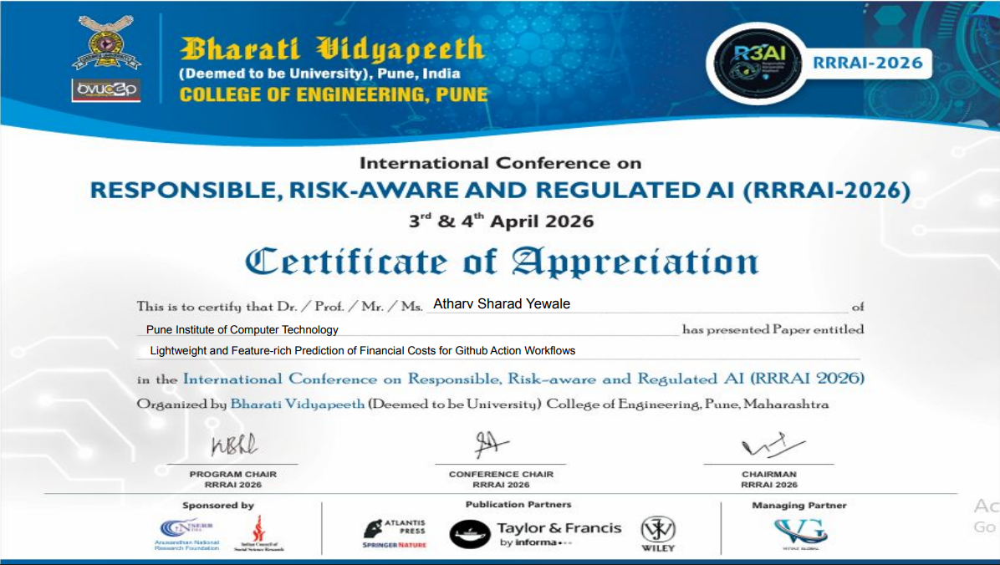 Bharati Vidyapeeth
(Deemed to be University), Pune, India
COLLEGE OF ENGINEERING, PUNE
bvucoep
R3AI
RRRAI-2026
International Conference on
RESPONSIBLE, RISK-AWARE AND REGULATED AI (RRRAI-2026)
3rd & 4th April 2026
Certificate of Appreciation
This is to certify that Dr. / Prof. / Mr. / Ms. Atharv Sharad Yewale of
Pune Institute of Computer Technology has presented Paper entitled
Lightweight and Feature-rich Prediction of Financial Costs for Github Action Workflows
in the International Conference on Responsible, Risk-aware and Regulated AI (RRRAI 2026)
Organized by Bharati Vidyapeeth (Deemed to be University) College of Engineering, Pune, Maharashtra
PROGRAM CHAIR
RRRAI 2026
CONFERENCE CHAIR
RRRAI 2026
CHAIRMAN
RRRAI 2026
Sponsored by
Anusandhan National
Research Foundation
Indian Council of
Social Science Research
Publication Partners
ATLANTIS
PRESS
SPRINGER NATURE
Taylor & Francis
by informa
WILEY
Managing Partner
VG
Ac
Go